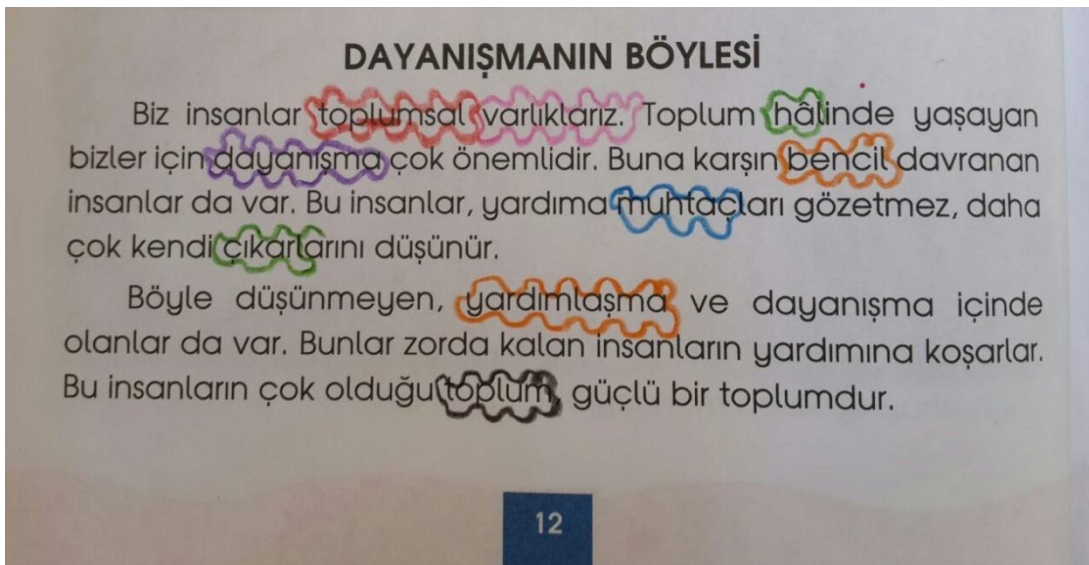 DAYANIŞMANIN BÖYLESİ
Biz insanlar toplumsal varlıklarız. Toplum hâlinde yaşayan
bizler için dayanışma çok önemlidir. Buna karşın bencil davranan
insanlar da var. Bu insanlar, yardıma muhtaçları gözetmez, daha
çok kendi çıkarlarını düşünür.
Böyle düşünmeyen, yardımlaşma ve dayanışma içinde
olanlar da var. Bunlar zorda kalan insanların yardımına koşarlar.
Bu insanların çok olduğu toplum, güçlü bir toplumdur.
12